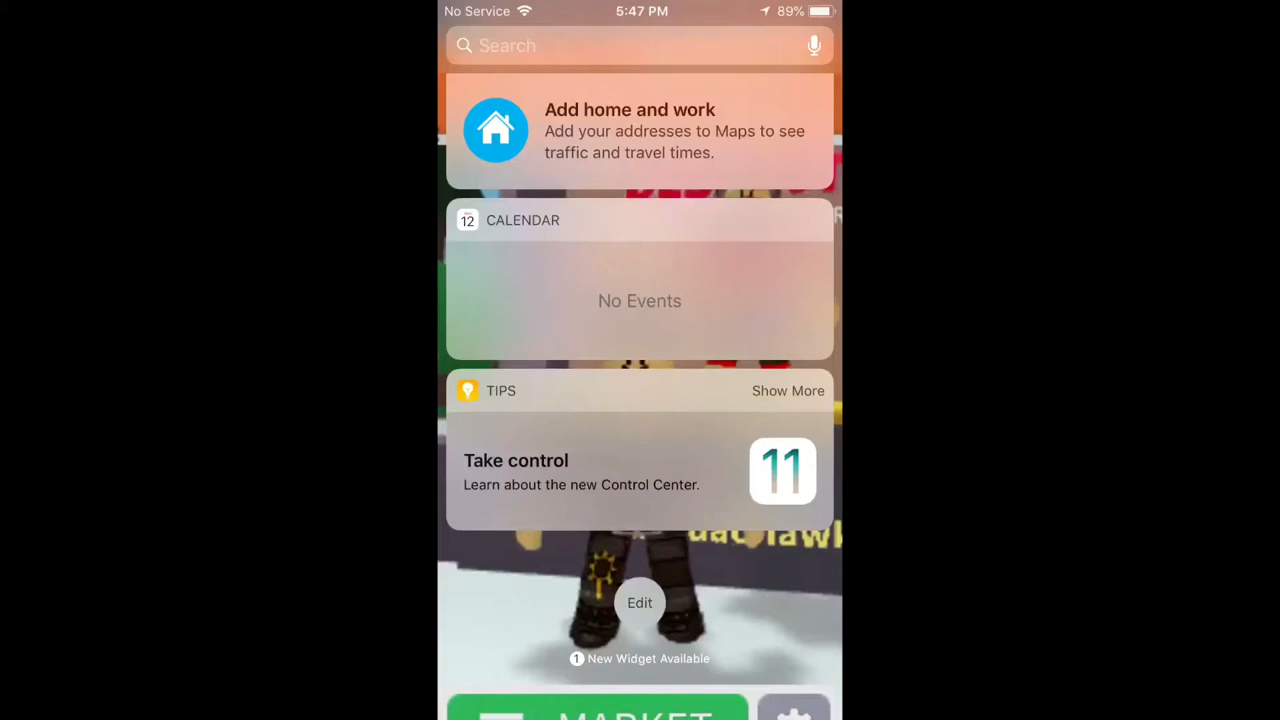 No Service 5:47 PM 89%
Search
Add home and work
Add your addresses to Maps to see
traffic and travel times.
12 CALENDAR
No Events
TIPS Show More
Take control
11
Learn about the new Control Center.
Edit
1 New Widget Available
MARKET